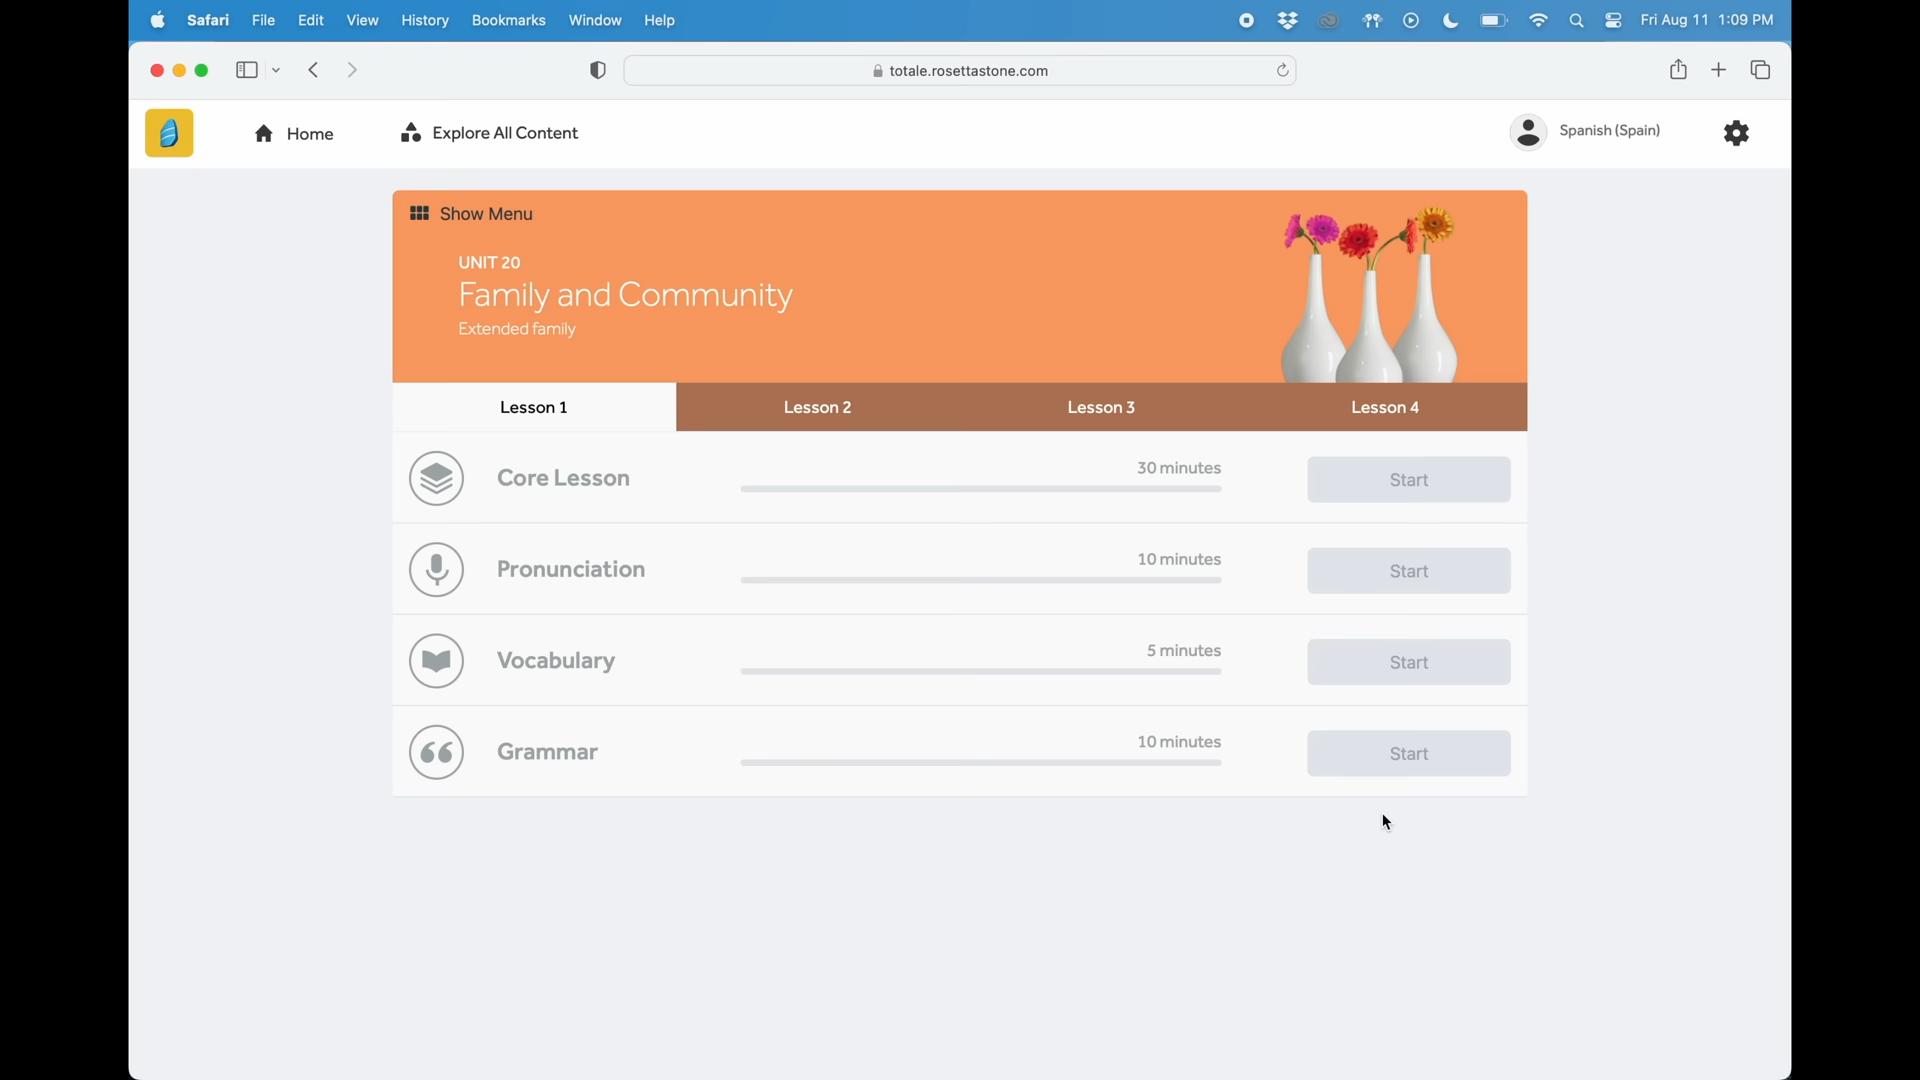 Safari File Edit View History Bookmarks Window Help Fri Aug 11 1:09 PM
totale.rosettastone.com
Home Explore All Content Spanish (Spain)
Show Menu
UNIT 20
Family and Community
Extended family
Lesson 1 Lesson 2 Lesson 3 Lesson 4
Core Lesson 30 minutes Start
Pronunciation 10 minutes Start
Vocabulary 5 minutes Start
Grammar 10 minutes Start